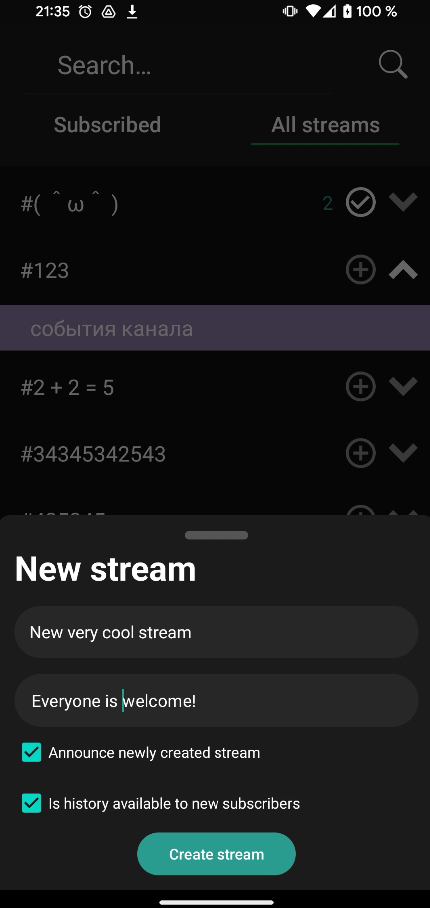 21:35 100 %
Search…
Subscribed All streams
#( ＾ω＾ ) 2
#123
события канала
#2 + 2 = 5
#34345342543
New stream
New very cool stream
Everyone is welcome!
Announce newly created stream
Is history available to new subscribers
Create stream